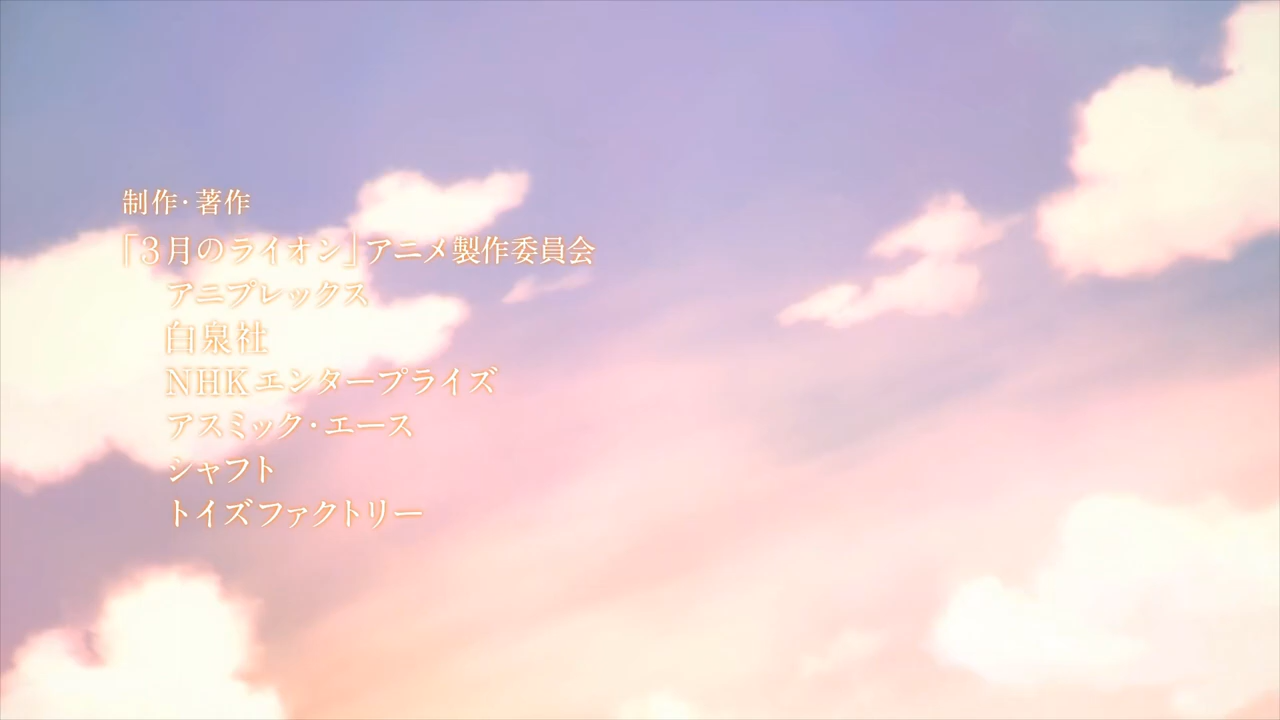 制作・著作
「３月のライオン」アニメ製作委員会
アニプレックス
白泉社
NHKエンタープライズ
アスミック・エース
シャフト
トイズファクトリー